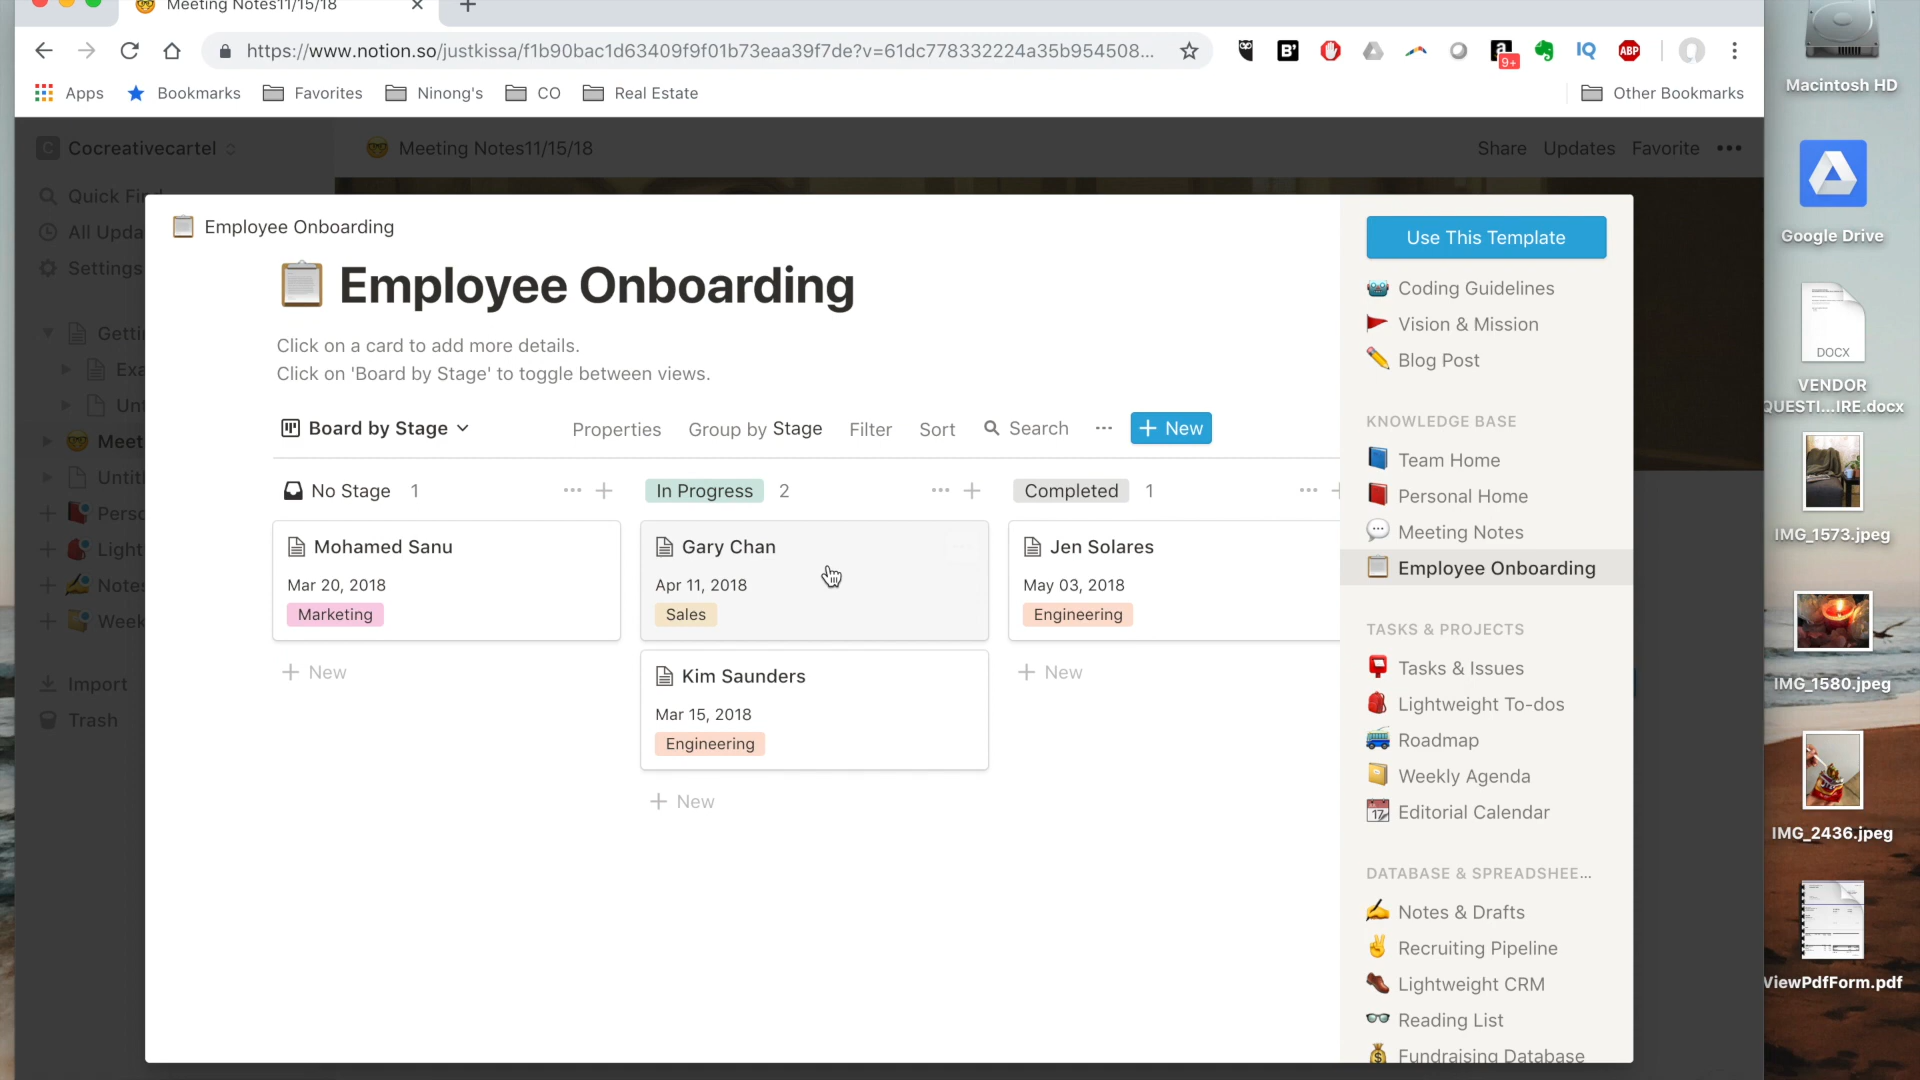 Meeting Notes11/15/18
https://www.notion.so/justkissa/f1b90bac1d63409f9f01b73eaa39f7de?v=61dc778332224a35b954508...
B'
a
9+
IQ
ABP
Apps
Bookmarks
Favorites
Ninong's
CO
Real Estate
Other Bookmarks
C Cocreativecartel
Meeting Notes11/15/18
Share
Updates
Favorite
Quick Fin
All Upda
Settings
Getti
Exa
Unt
Meet
Untit
Perso
Light
Notes
Week
Import
Trash
Employee Onboarding
Employee Onboarding
Click on a card to add more details.
Click on 'Board by Stage' to toggle between views.
Board by Stage
Properties
Group by Stage
Filter
Sort
Search
New
No Stage 1
Mohamed Sanu
Mar 20, 2018
Marketing
New
In Progress 2
Gary Chan
Apr 11, 2018
Sales
Kim Saunders
Mar 15, 2018
Engineering
New
Completed 1
Jen Solares
May 03, 2018
Engineering
New
Use This Template
Coding Guidelines
Vision & Mission
Blog Post
KNOWLEDGE BASE
Team Home
Personal Home
Meeting Notes
Employee Onboarding
TASKS & PROJECTS
Tasks & Issues
Lightweight To-dos
Roadmap
Weekly Agenda
Editorial Calendar
DATABASE & SPREADSHEE...
Notes & Drafts
Recruiting Pipeline
Lightweight CRM
Reading List
Fundraising Database
Macintosh HD
Google Drive
DOCX
VENDOR
QUESTI...IRE.docx
IMG_1573.jpeg
IMG_1580.jpeg
IMG_2436.jpeg
ViewPdfForm.pdf